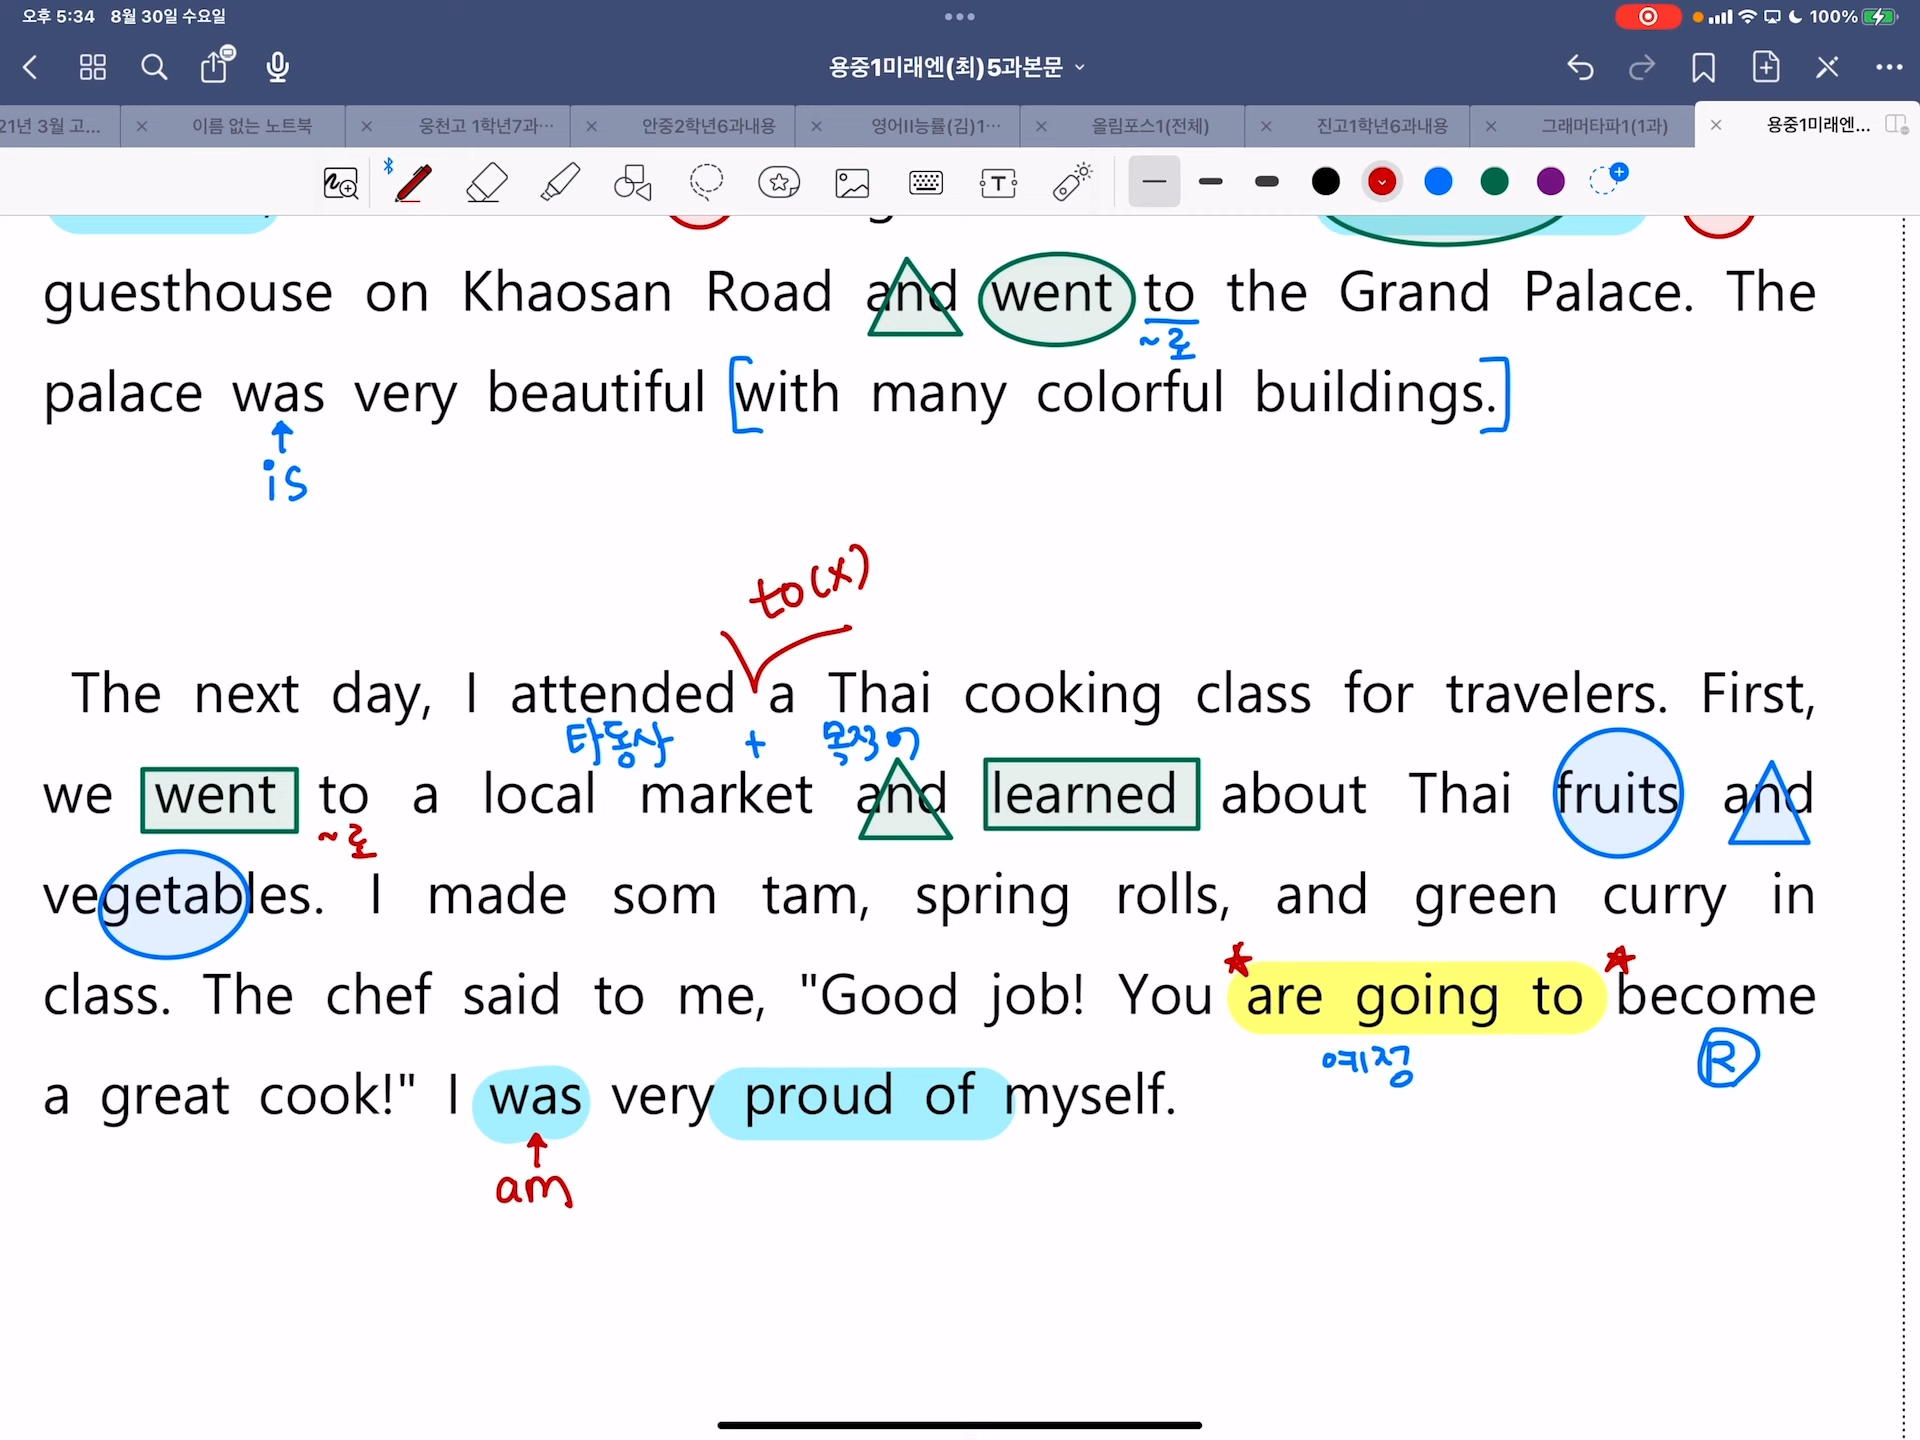 오후 5:34 8월 30일 수요일
100%
용중1미래엔(최)5과본문
21년 3월 고... 이름 없는 노트북 웅천고 1학년7과... 안중2학년6과내용 영어II능률(김)1... 올림포스1(전체) 진고1학년6과내용 그래머타파1(1과) 용중1미래엔...
guesthouse on Khaosan Road and went to the Grand Palace. The
~로
palace was very beautiful [with many colorful buildings.]
is
to(x)
The next day, I attended a Thai cooking class for travelers. First,
타동사 + 목적어
we went to a local market and learned about Thai fruits and
~로
vegetables. I made som tam, spring rolls, and green curry in
class. The chef said to me, "Good job! You are going to become
예정 R
a great cook!" I was very proud of myself.
am